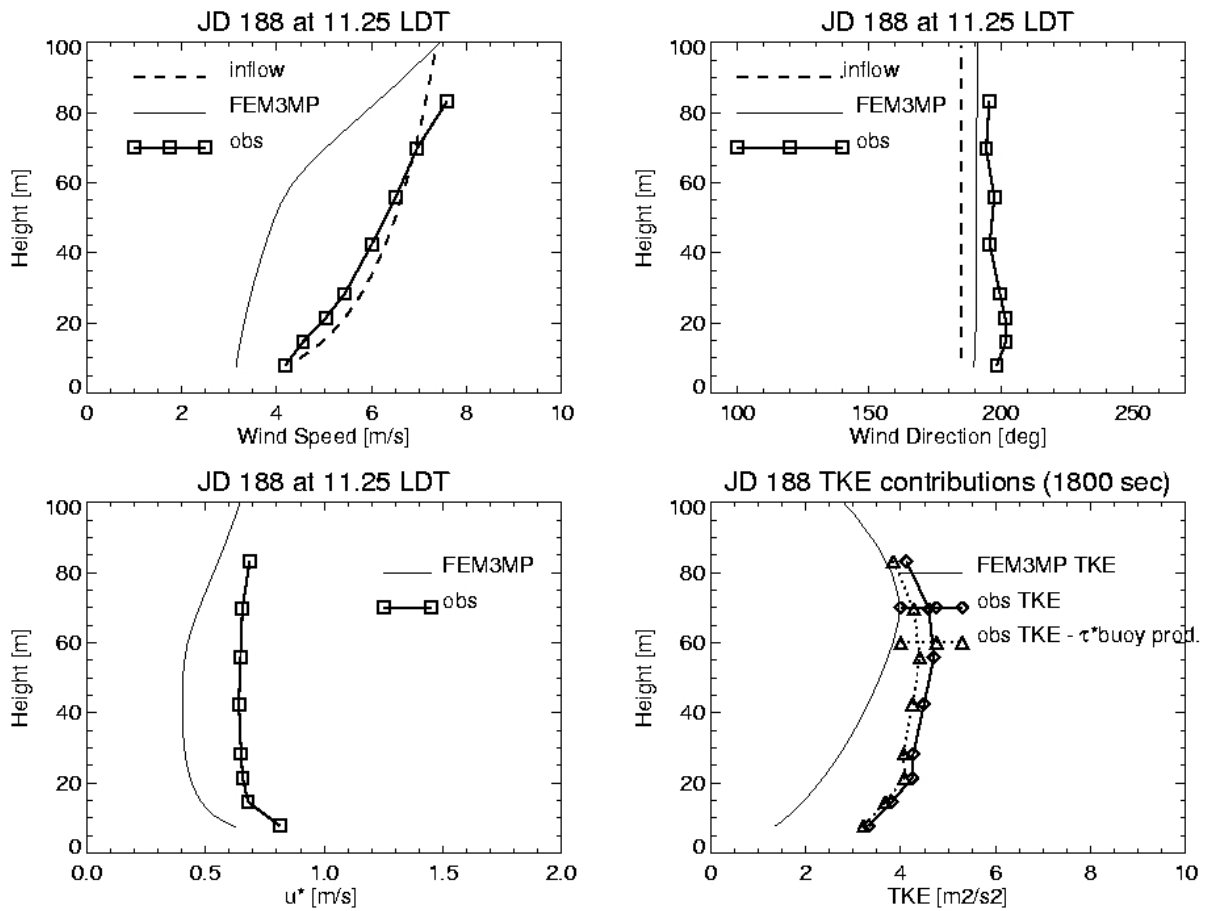 JD 188 at 11.25 LDT
100
80
60
40
20
0
Height [m]
inflow
FEM3MP
obs
0
2
4
6
8
10
Wind Speed [m/s]
JD 188 at 11.25 LDT
100
80
60
40
20
0
Height [m]
inflow
FEM3MP
obs
100
150
200
250
Wind Direction [deg]
JD 188 at 11.25 LDT
100
80
60
40
20
0
Height [m]
FEM3MP
obs
0.0
0.5
1.0
1.5
2.0
u* [m/s]
JD 188 TKE contributions (1800 sec)
100
80
60
40
20
0
Height [m]
FEM3MP TKE
obs TKE
obs TKE - τ*buoy prod.
0
2
4
6
8
10
TKE [m2/s2]